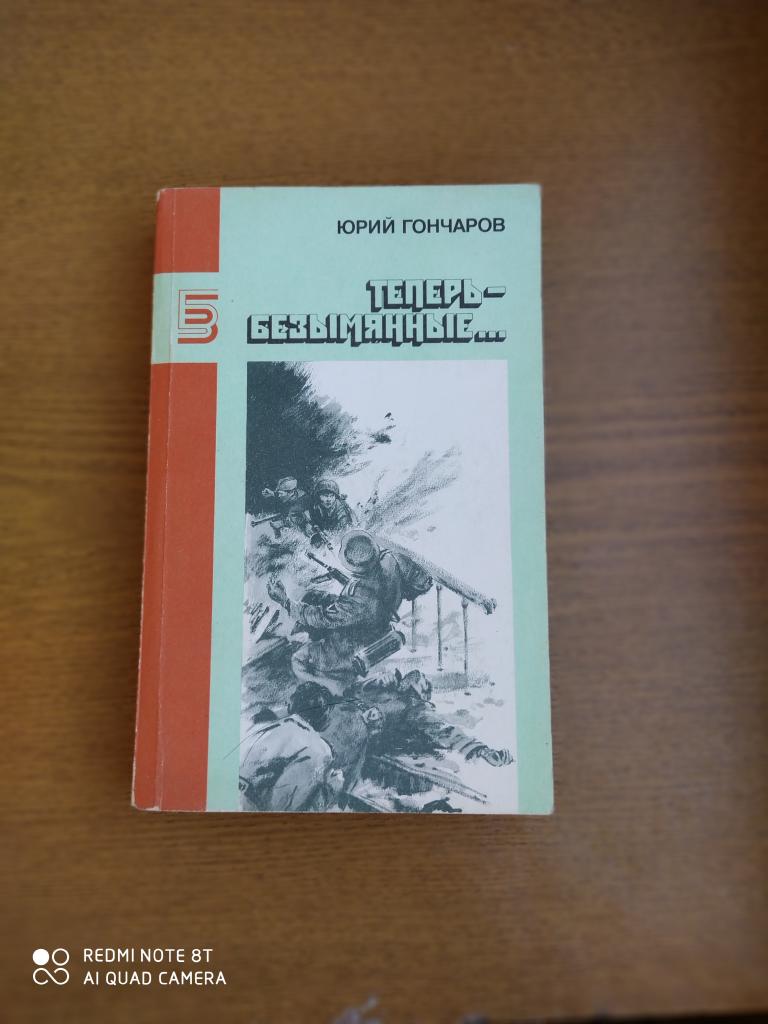 ЮРИЙ ГОНЧАРОВ
ТЕПЕРЬ—
БЕЗЫМЯННЫЕ...
REDMI NOTE 8T
AI QUAD CAMERA